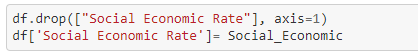 df.drop(["Social Economic Rate"], axis=1)
df['Social Economic Rate']= Social_Economic